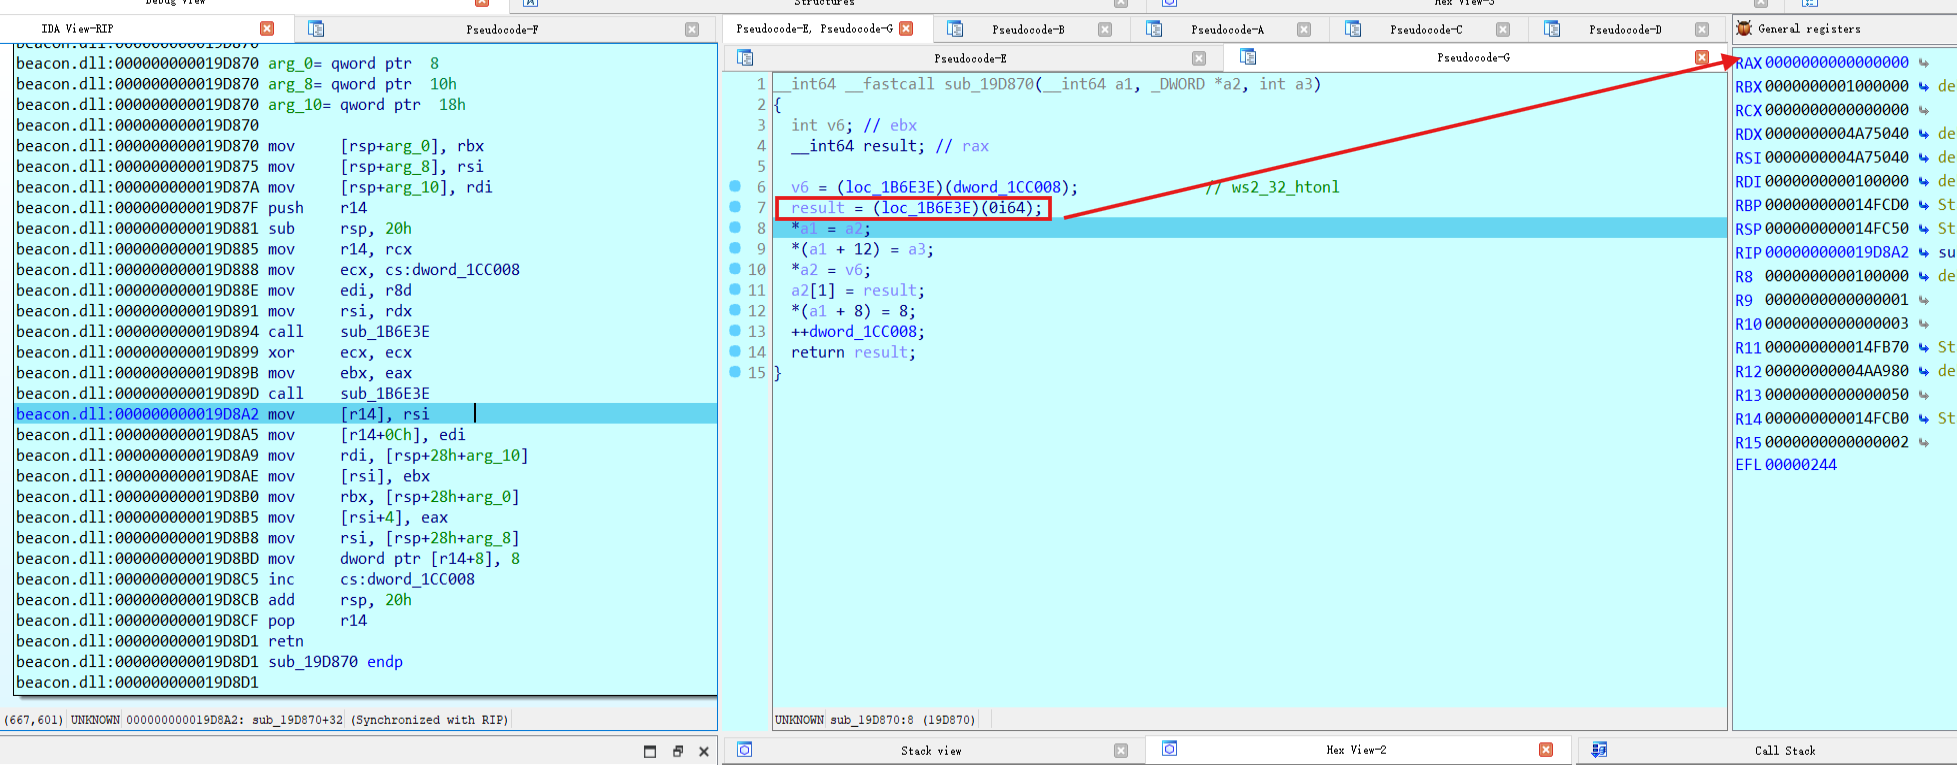 Debug View
Structures
Hex View-3
IDA View-RIP
Pseudocode-F
Pseudocode-E, Pseudocode-G
Pseudocode-B
Pseudocode-A
Pseudocode-C
Pseudocode-D
General registers
Pseudocode-E
Pseudocode-G
beacon.dll:000000000019D870
beacon.dll:000000000019D870 arg_0= qword ptr  8
beacon.dll:000000000019D870 arg_8= qword ptr  10h
beacon.dll:000000000019D870 arg_10= qword ptr  18h
beacon.dll:000000000019D870
beacon.dll:000000000019D870 mov     [rsp+arg_0], rbx
beacon.dll:000000000019D875 mov     [rsp+arg_8], rsi
beacon.dll:000000000019D87A mov     [rsp+arg_10], rdi
beacon.dll:000000000019D87F push    r14
beacon.dll:000000000019D881 sub     rsp, 20h
beacon.dll:000000000019D885 mov     r14, rcx
beacon.dll:000000000019D888 mov     ecx, cs:dword_1CC008
beacon.dll:000000000019D88E mov     edi, r8d
beacon.dll:000000000019D891 mov     rsi, rdx
beacon.dll:000000000019D894 call    sub_1B6E3E
beacon.dll:000000000019D899 xor     ecx, ecx
beacon.dll:000000000019D89B mov     ebx, eax
beacon.dll:000000000019D89D call    sub_1B6E3E
beacon.dll:000000000019D8A2 mov     [r14], rsi
beacon.dll:000000000019D8A5 mov     [r14+0Ch], edi
beacon.dll:000000000019D8A9 mov     rdi, [rsp+28h+arg_10]
beacon.dll:000000000019D8AE mov     [rsi], ebx
beacon.dll:000000000019D8B0 mov     rbx, [rsp+28h+arg_0]
beacon.dll:000000000019D8B5 mov     [rsi+4], eax
beacon.dll:000000000019D8B8 mov     rsi, [rsp+28h+arg_8]
beacon.dll:000000000019D8BD mov     dword ptr [r14+8], 8
beacon.dll:000000000019D8C5 inc     cs:dword_1CC008
beacon.dll:000000000019D8CB add     rsp, 20h
beacon.dll:000000000019D8CF pop     r14
beacon.dll:000000000019D8D1 retn
beacon.dll:000000000019D8D1 sub_19D870 endp
beacon.dll:000000000019D8D1
(667,601) UNKNOWN 000000000019D8A2: sub_19D870+32 (Synchronized with RIP)
1 __int64 __fastcall sub_19D870(__int64 a1, _DWORD *a2, int a3)
2 {
3   int v6; // ebx
4   __int64 result; // rax
5
6   v6 = (loc_1B6E3E)(dword_1CC008);              // ws2_32_htonl
7   result = (loc_1B6E3E)(0i64);
8   *a1 = a2;
9   *(a1 + 12) = a3;
10   *a2 = v6;
11   a2[1] = result;
12   *(a1 + 8) = 8;
13   ++dword_1CC008;
14   return result;
15 }
UNKNOWN sub_19D870:8 (19D870)
RAX 0000000000000000
RBX 0000000001000000 de
RCX 0000000000000000
RDX 0000000004A75040 de
RSI 0000000004A75040 de
RDI 0000000000100000 de
RBP 000000000014FCD0 St
RSP 000000000014FC50 St
RIP 000000000019D8A2 su
R8 0000000000100000 de
R9 0000000000000001
R10 0000000000000003
R11 000000000014FB70 St
R12 0000000004AA980 de
R13 0000000000000050
R14 000000000014FCB0 St
R15 0000000000000002
EFL 00000244
Stack view
Hex View-2
Call Stack